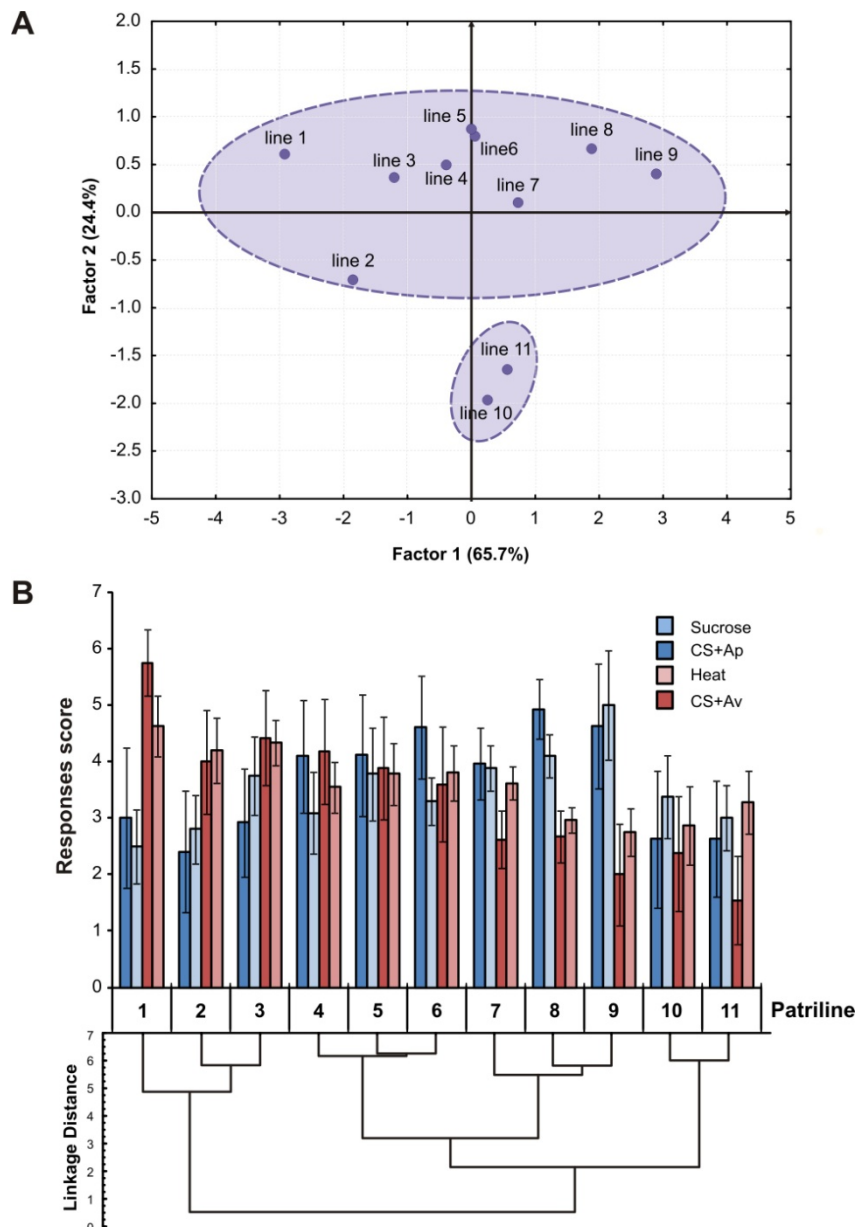 A
2.0
1.5
1.0
0.5
0.0
-0.5
-1.0
-1.5
-2.0
-2.5
-3.0
Factor 2 (24.4%)
line 1
line 2
line 3
line 4
line 5
line6
line 7
line 8
line 9
line 11
line 10
-5 -4 -3 -2 -1 0 1 2 3 4 5
Factor 1 (65.7%)
B
7
6
5
4
3
2
1
0
Responses score
Sucrose
CS+Ap
Heat
CS+Av
1 2 3 4 5 6 7 8 9 10 11 Patriline
7
6
5
4
3
2
1
0
Linkage Distance